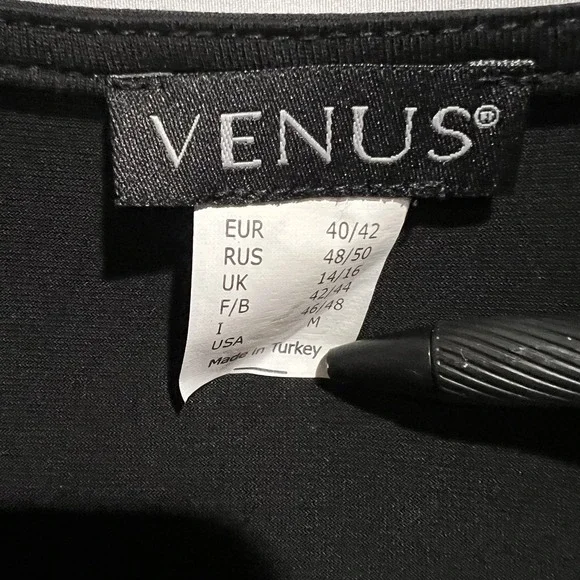 VENUS®
EUR 40/42
RUS 48/50
UK 14/16
F/B 42/44
I 46/48
USA M
Made in Turkey